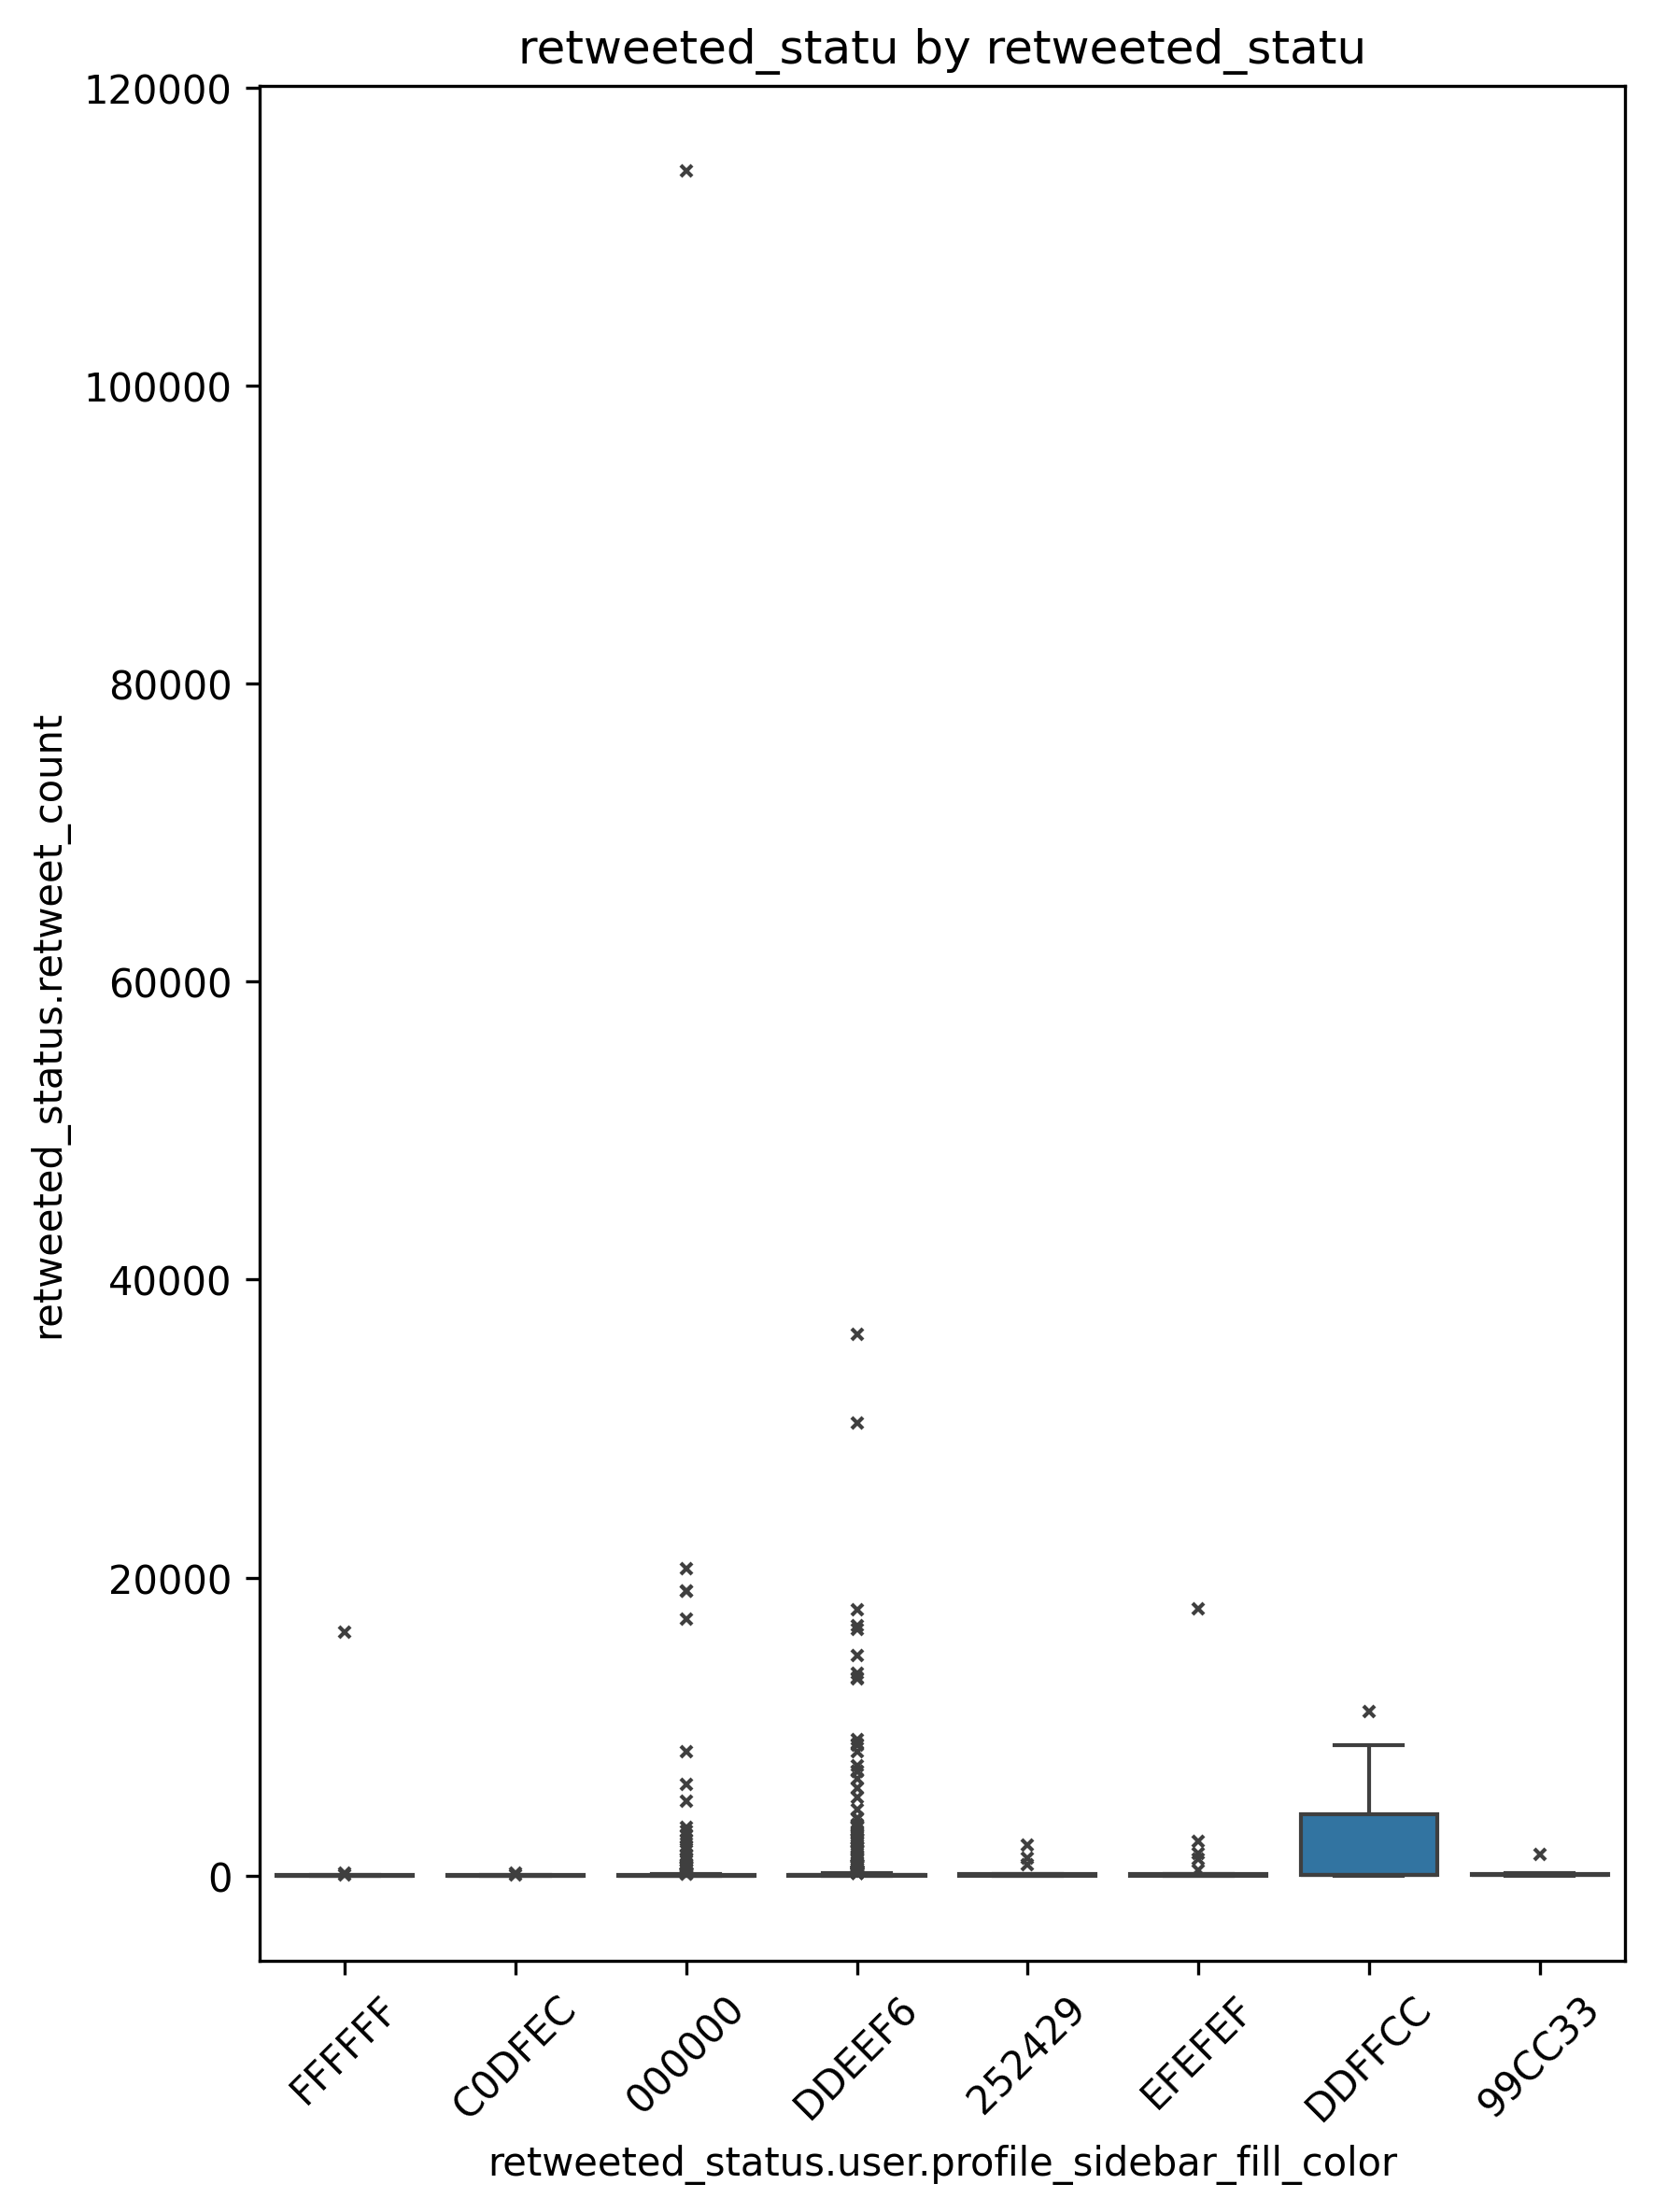 retweeted_statu by retweeted_statu
120000
100000
80000
60000
40000
20000
0
retweeted_status.retweet_count
FFFFFF
C0DFEC
000000
DDEEF6
252429
EFEFEF
DDFFCC
99CC33
retweeted_status.user.profile_sidebar_fill_color